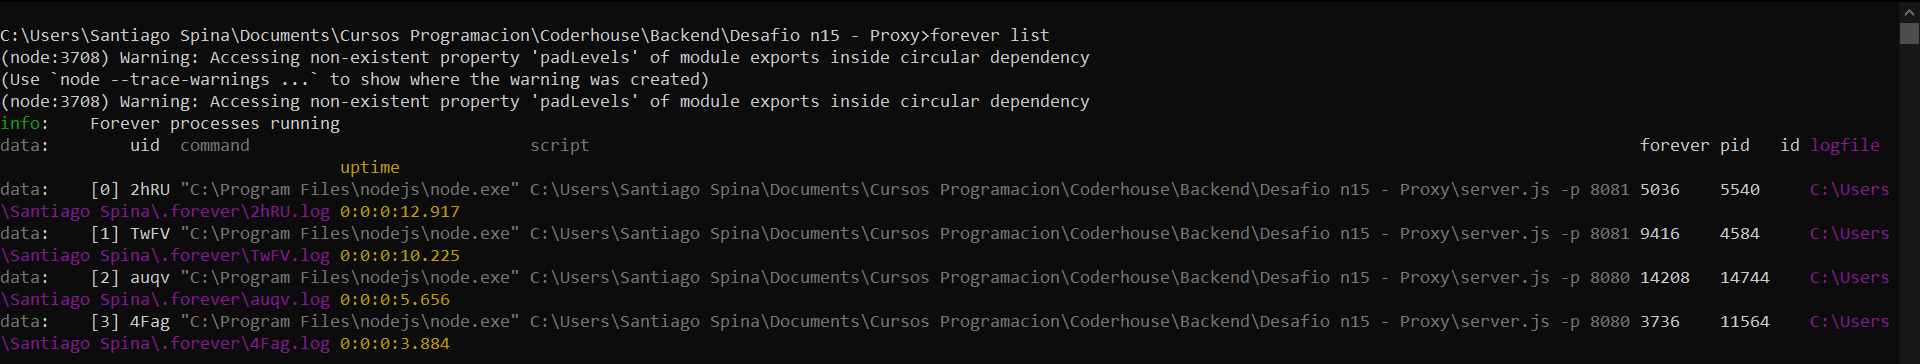 C:\Users\Santiago Spina\Documents\Cursos Programacion\Coderhouse\Backend\Desafio n15 - Proxy>forever list
(node:3708) Warning: Accessing non-existent property 'padLevels' of module exports inside circular dependency
(Use `node --trace-warnings ...` to show where the warning was created)
(node:3708) Warning: Accessing non-existent property 'padLevels' of module exports inside circular dependency
info:    Forever processes running
data:        uid  command                            script                                                                                                         forever pid   id logfile
                                  uptime
data:    [0] 2hRU "C:\Program Files\nodejs\node.exe" C:\Users\Santiago Spina\Documents\Cursos Programacion\Coderhouse\Backend\Desafio n15 - Proxy\server.js -p 8081 5036    5540     C:\Users
\Santiago Spina\.forever\2hRU.log 0:0:0:12.917
data:    [1] TwFV "C:\Program Files\nodejs\node.exe" C:\Users\Santiago Spina\Documents\Cursos Programacion\Coderhouse\Backend\Desafio n15 - Proxy\server.js -p 8081 9416    4584     C:\Users
\Santiago Spina\.forever\TwFV.log 0:0:0:10.225
data:    [2] auqv "C:\Program Files\nodejs\node.exe" C:\Users\Santiago Spina\Documents\Cursos Programacion\Coderhouse\Backend\Desafio n15 - Proxy\server.js -p 8080 14208   14744    C:\Users
\Santiago Spina\.forever\auqv.log 0:0:0:5.656
data:    [3] 4Fag "C:\Program Files\nodejs\node.exe" C:\Users\Santiago Spina\Documents\Cursos Programacion\Coderhouse\Backend\Desafio n15 - Proxy\server.js -p 8080 3736    11564    C:\Users
\Santiago Spina\.forever\4Fag.log 0:0:0:3.884